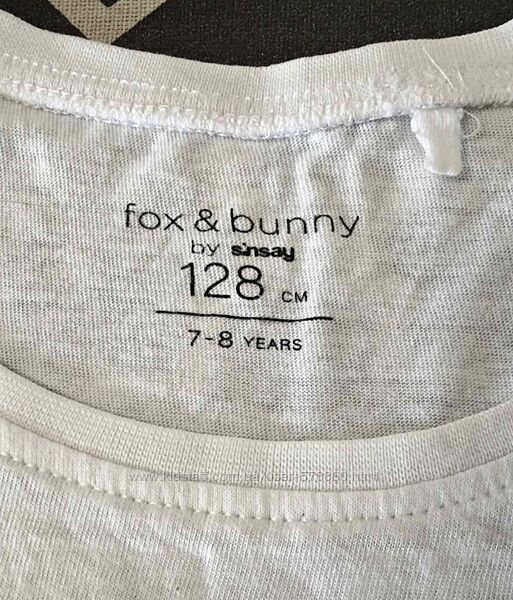 fox & bunny
by sinsay
128 CM
7-8 YEARS